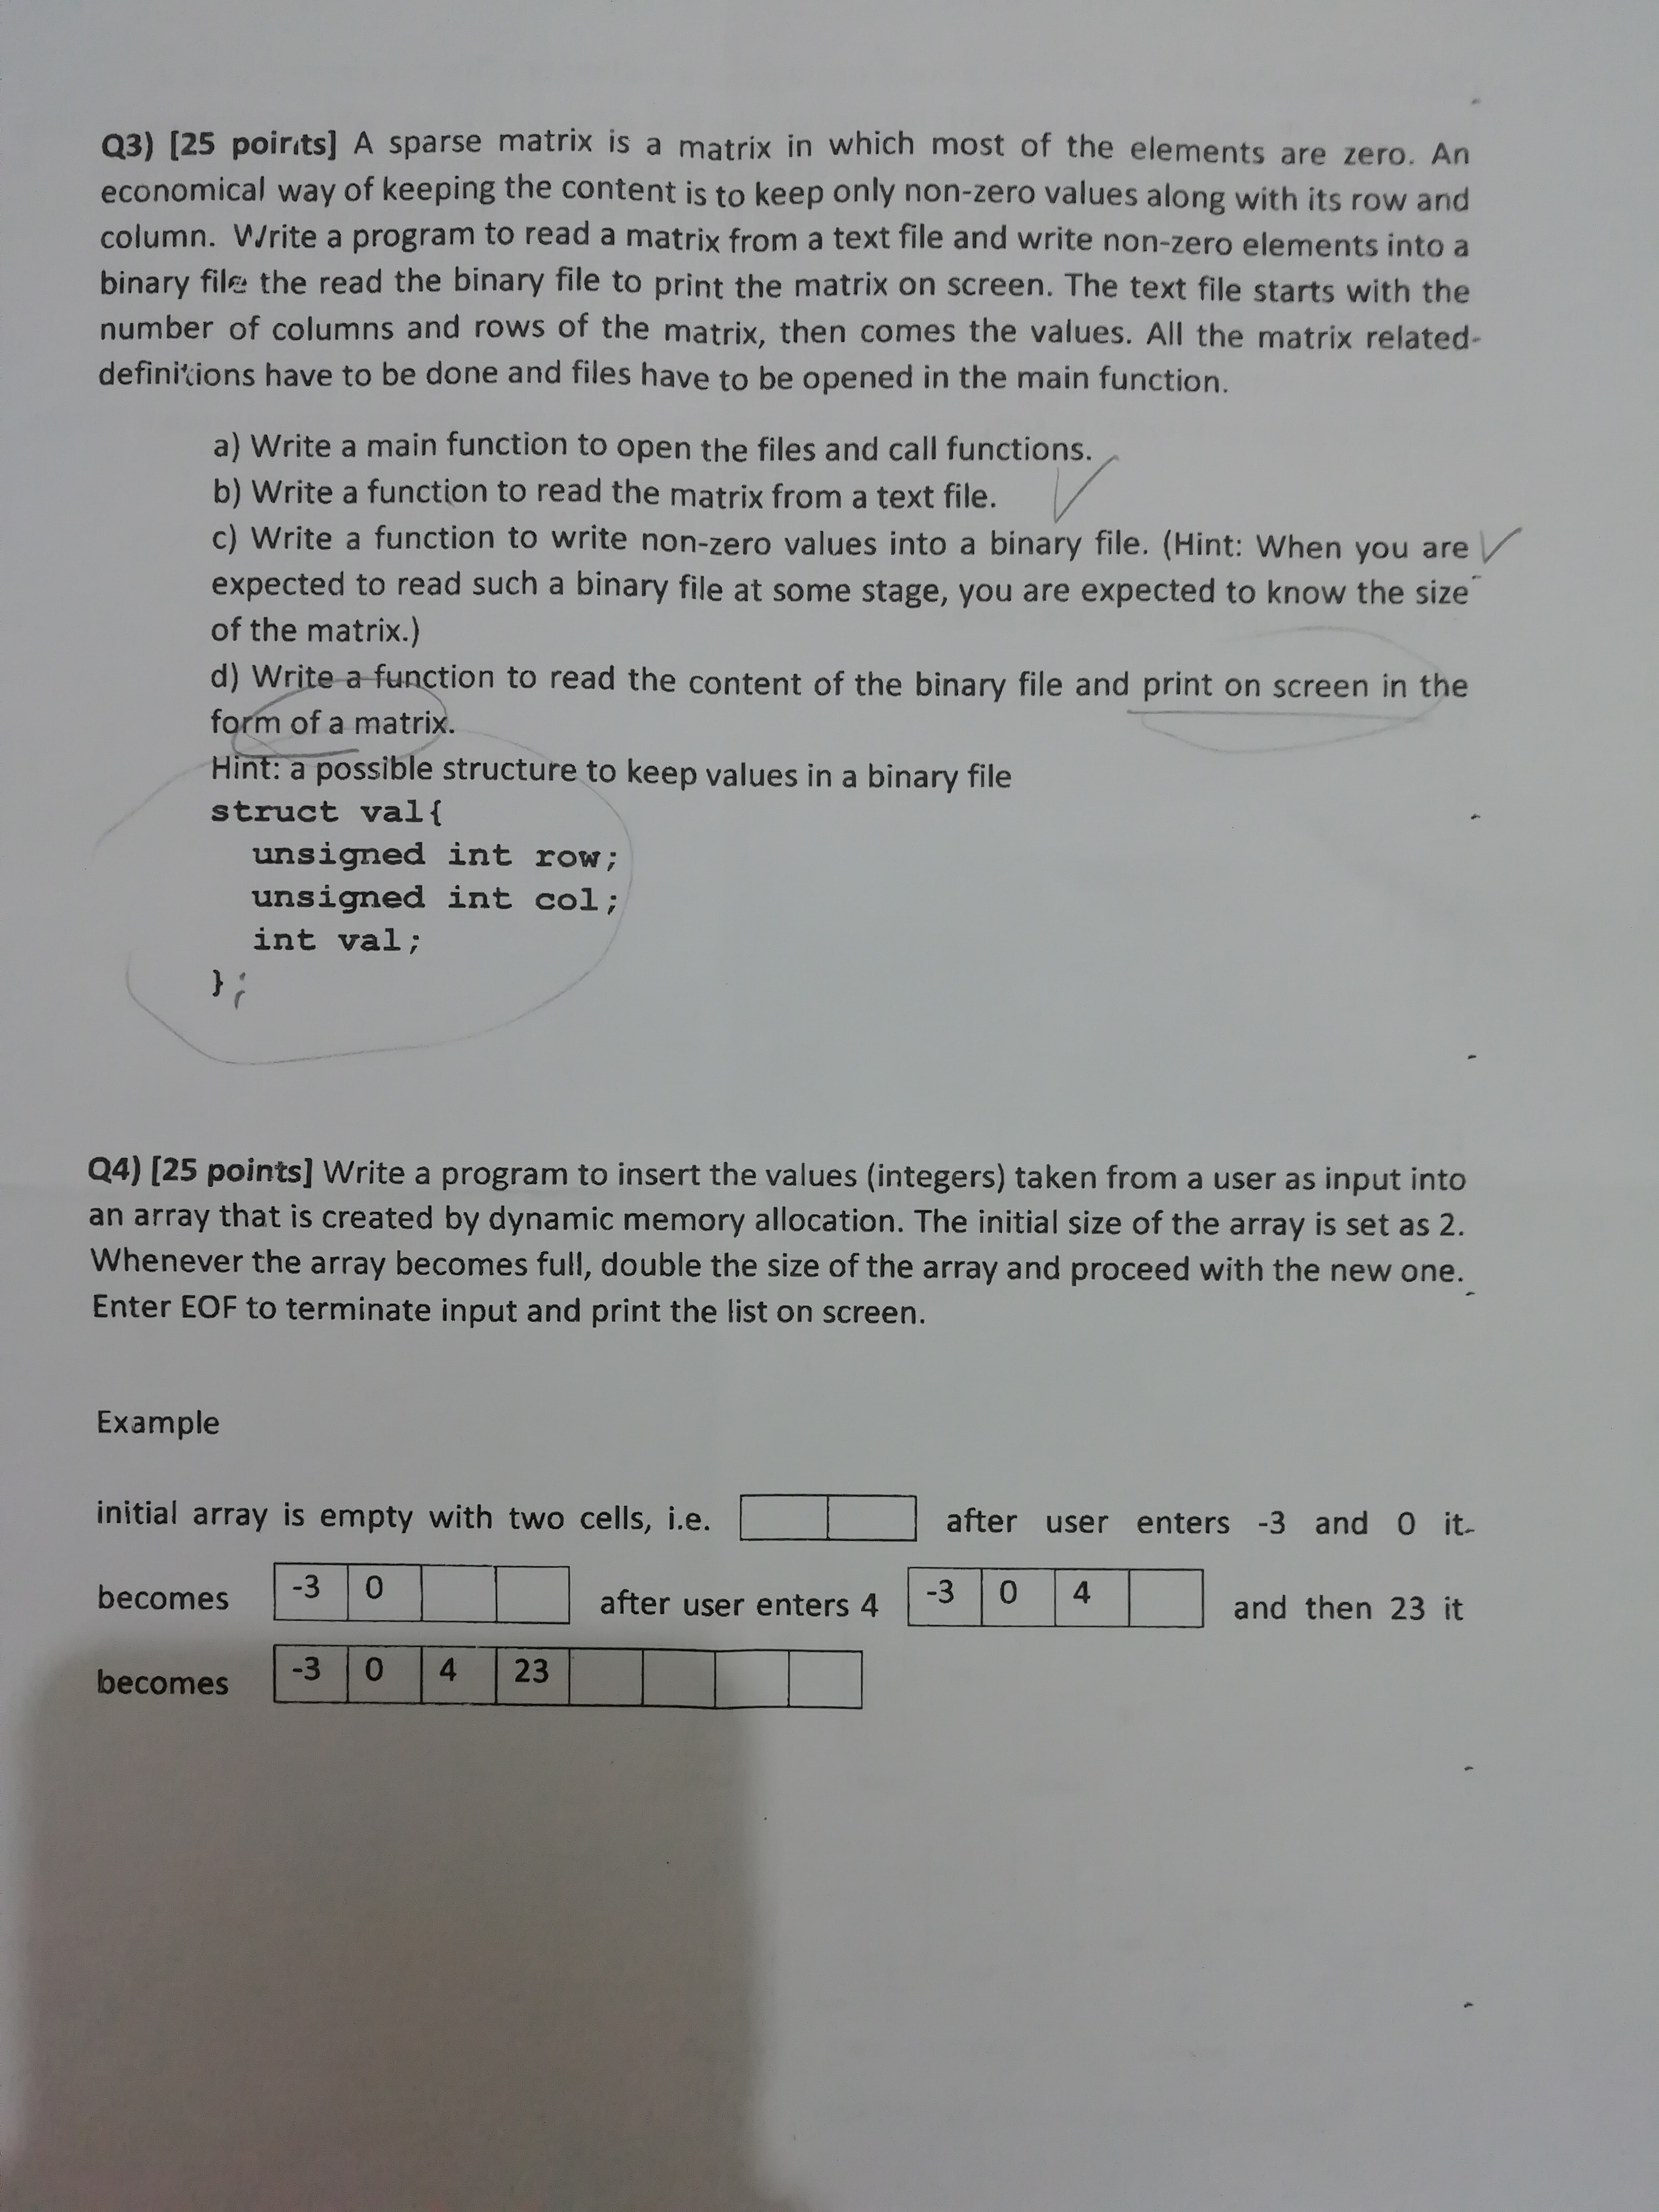 Q3) [25 points] A sparse matrix is a matrix in which most of the elements are zero. An
economical way of keeping the content is to keep only non-zero values along with its row and
column. Write a program to read a matrix from a text file and write non-zero elements into a
binary file the read the binary file to print the matrix on screen. The text file starts with the
number of columns and rows of the matrix, then comes the values. All the matrix related
definitions have to be done and files have to be opened in the main function.
a) Write a main function to open the files and call functions.
b) Write a function to read the matrix from a text file.
c) Write a function to write non-zero values into a binary file. (Hint: When you are
expected to read such a binary file at some stage, you are expected to know the size
of the matrix.)
d) Write a function to read the content of the binary file and print on screen in the
form of a matrix.
Hint: a possible structure to keep values in a binary file
struct val{
unsigned int row;
unsigned int col;
int val;
};
Q4) [25 points] Write a program to insert the values (integers) taken from a user as input into
an array that is created by dynamic memory allocation. The initial size of the array is set as 2.
Whenever the array becomes full, double the size of the array and proceed with the new one.
Enter EOF to terminate input and print the list on screen.
Example
initial array is empty with two cells, i.e. after user enters -3 and 0 it
becomes -3 0 after user enters 4 -3 0 4 and then 23 it
becomes -3 0 4 23